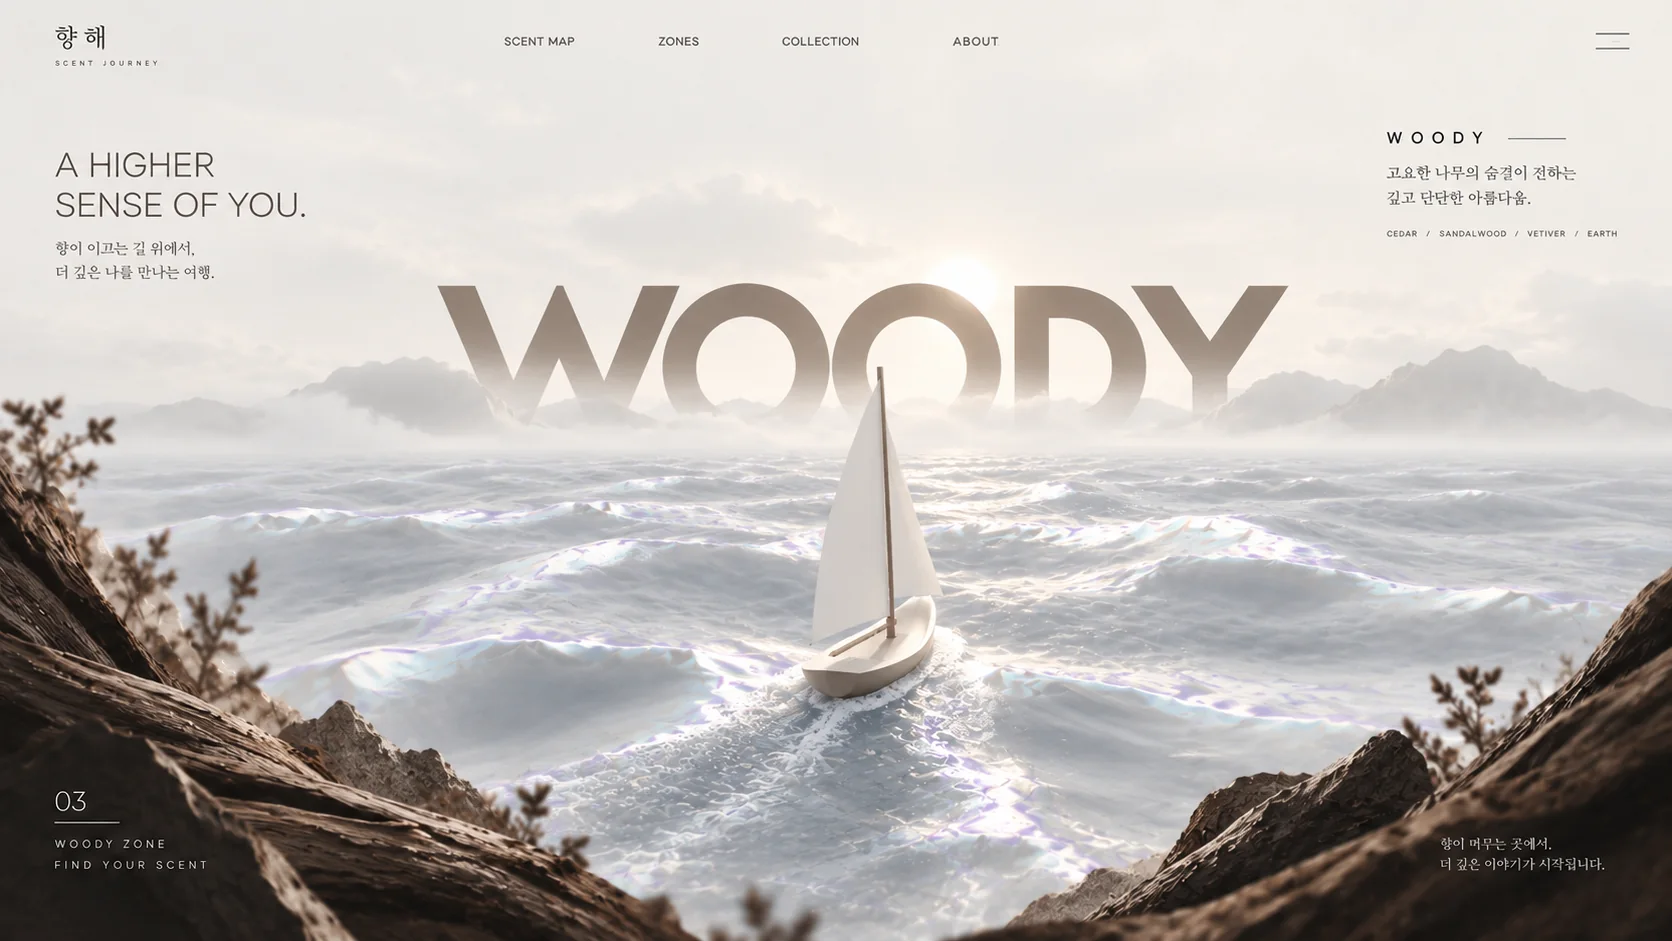 향해
SCENT JOURNEY
SCENT MAP
ZONES
COLLECTION
ABOUT
A HIGHER
SENSE OF YOU.
향이 이끄는 길 위에서,
더 깊은 나를 만나는 여행.
WOODY
고요한 나무의 숨결이 전하는
깊고 단단한 아름다움.
CEDAR / SANDALWOOD / VETIVER / EARTH
WOODY
03
WOODY ZONE
FIND YOUR SCENT
향이 머무는 곳에서,
더 깊은 이야기가 시작됩니다.